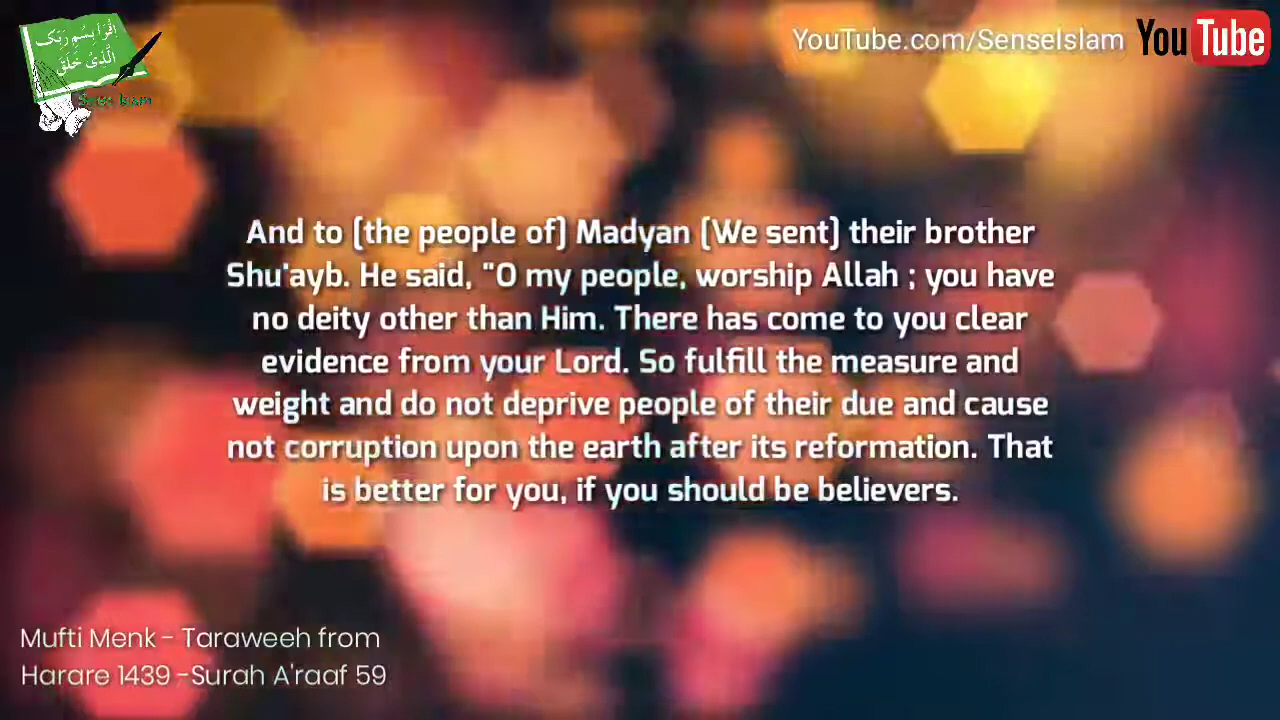 اقْرَأْ بِسْمِ رَبِّكَ
الَّذِي خَلَقَ
Sense Islam
YouTube.com/SenseIslam YouTube
And to [the people of] Madyan [We sent] their brother
Shu'ayb. He said, "O my people, worship Allah ; you have
no deity other than Him. There has come to you clear
evidence from your Lord. So fulfill the measure and
weight and do not deprive people of their due and cause
not corruption upon the earth after its reformation. That
is better for you, if you should be believers.
Mufti Menk - Taraweeh from
Harare 1439 -Surah A'raaf 59